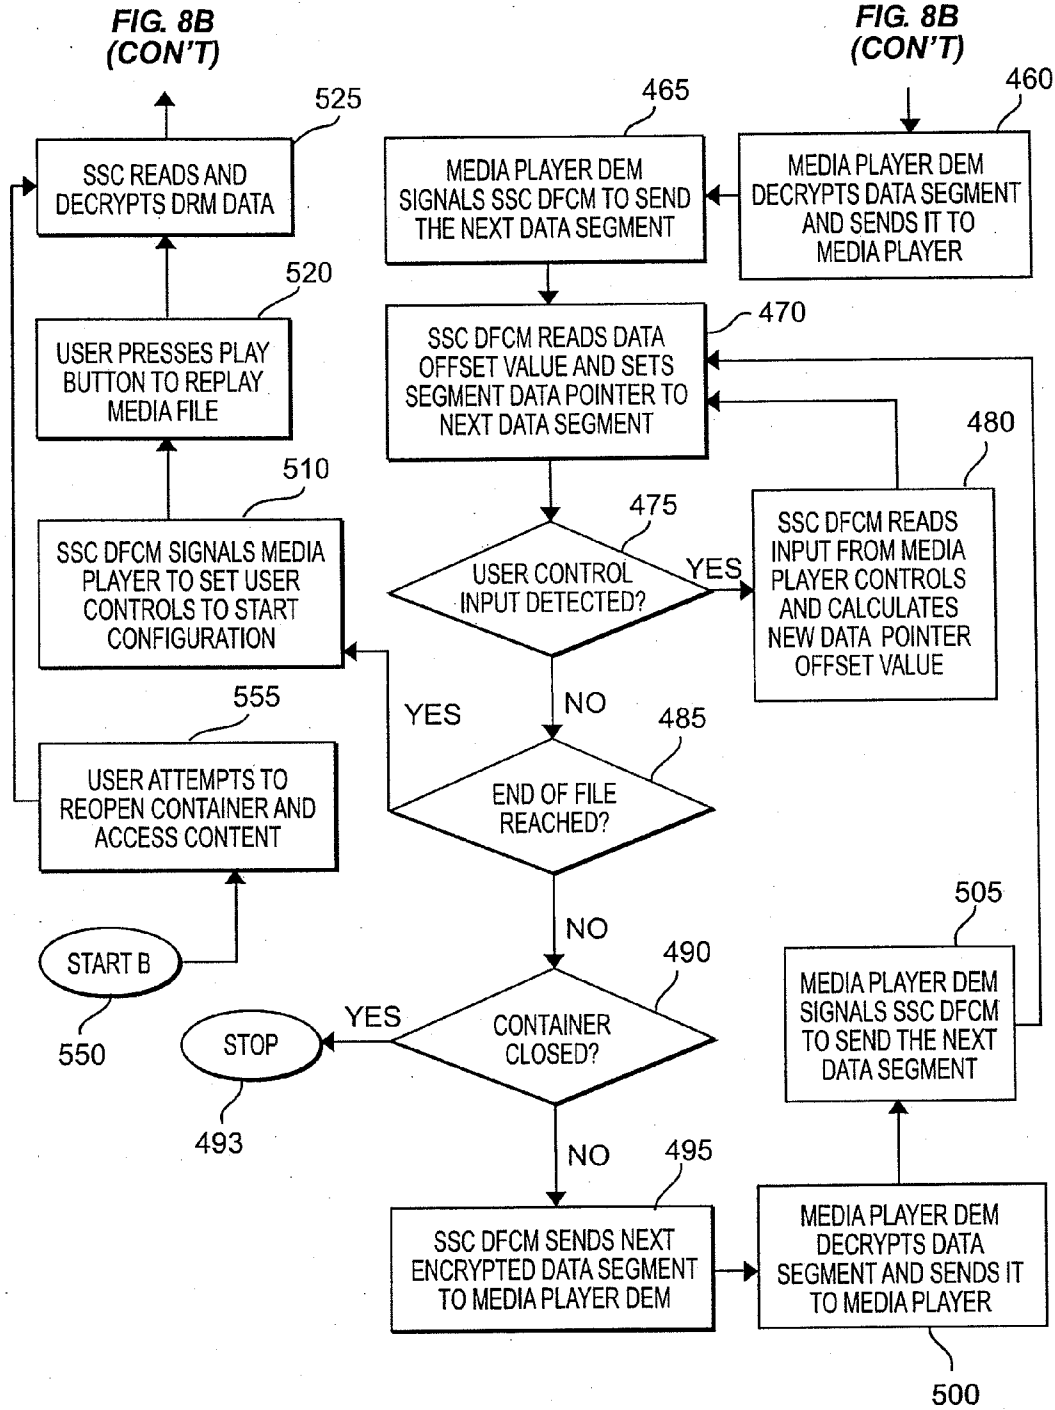 FIG. 8B
(CON'T)
FIG. 8B
(CON'T)
525
SSC READS AND
DECRYPTS DRM DATA
465
MEDIA PLAYER DEM
SIGNALS SSC DFCM TO SEND
THE NEXT DATA SEGMENT
460
MEDIA PLAYER DEM
DECRYPTS DATA SEGMENT
AND SENDS IT TO
MEDIA PLAYER
520
USER PRESSES PLAY
BUTTON TO REPLAY
MEDIA FILE
470
SSC DFCM READS DATA
OFFSET VALUE AND SETS
SEGMENT DATA POINTER TO
NEXT DATA SEGMENT
480
SSC DFCM READS
INPUT FROM MEDIA
PLAYER CONTROLS
AND CALCULATES
NEW DATA POINTER
OFFSET VALUE
510
SSC DFCM SIGNALS MEDIA
PLAYER TO SET USER
CONTROLS TO START
CONFIGURATION
475
USER CONTROL
INPUT DETECTED?
YES
NO
555
USER ATTEMPTS TO
REOPEN CONTAINER AND
ACCESS CONTENT
YES
485
END OF FILE
REACHED?
NO
START B
550
505
MEDIA PLAYER DEM
SIGNALS SSC DFCM
TO SEND THE NEXT
DATA SEGMENT
490
CONTAINER
CLOSED?
YES
STOP
493
NO
495
SSC DFCM SENDS NEXT
ENCRYPTED DATA SEGMENT
TO MEDIA PLAYER DEM
MEDIA PLAYER DEM
DECRYPTS DATA
SEGMENT AND SENDS IT
TO MEDIA PLAYER
500